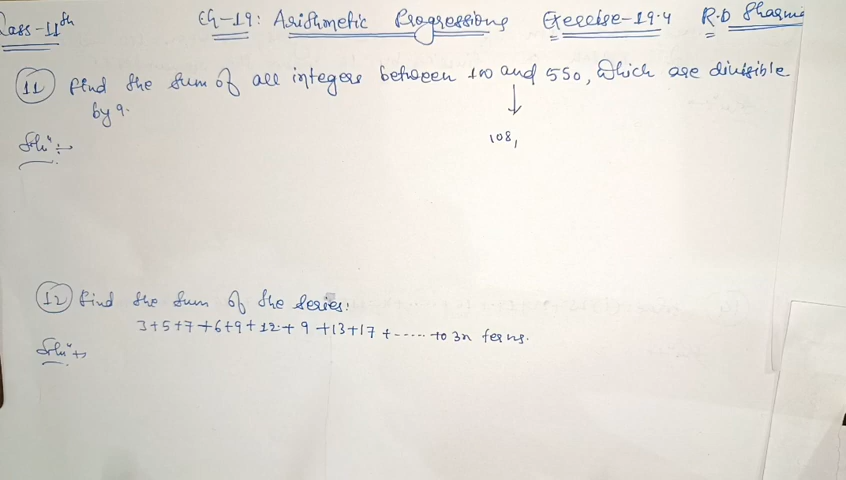 Class-11th Ch-19: Arithmetic Progressions Exercise-19.4 R.D Sharma
11 Find the sum of all integers between 100 and 550, which are divisible
by 9.
108,
Soln:-
12 Find the sum of the series:
3+5+7+6+9+12+9+13+17+...... to 3n terms.
Soln:-